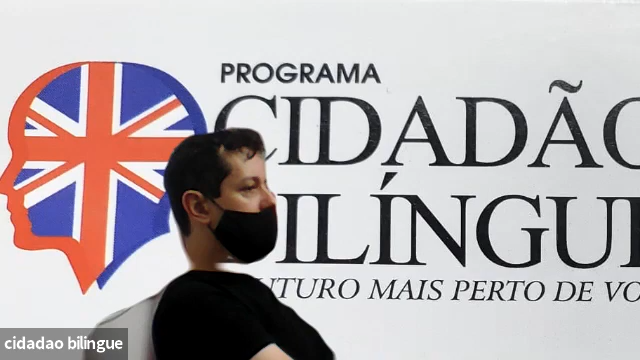 PROGRAMA
CIDADÃO
BILÍNGUE
FUTURO MAIS PERTO DE VO
cidadao bilingue